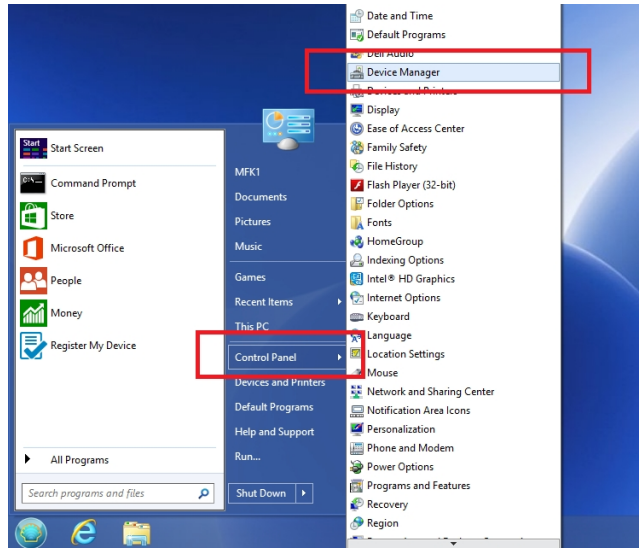 Start
Start Screen
Command Prompt
Store
Microsoft Office
People
Money
Register My Device
All Programs
Search programs and files
MFK1
Documents
Pictures
Music
Games
Recent Items
This PC
Control Panel
Devices and Printers
Default Programs
Help and Support
Run...
Shut Down
Date and Time
Default Programs
Dell Audio
Device Manager
Devices and Printers
Display
Ease of Access Center
Family Safety
File History
Flash Player (32-bit)
Folder Options
Fonts
HomeGroup
Indexing Options
Intel® HD Graphics
Internet Options
Keyboard
Language
Location Settings
Mouse
Network and Sharing Center
Notification Area Icons
Personalization
Phone and Modem
Power Options
Programs and Features
Recovery
Region